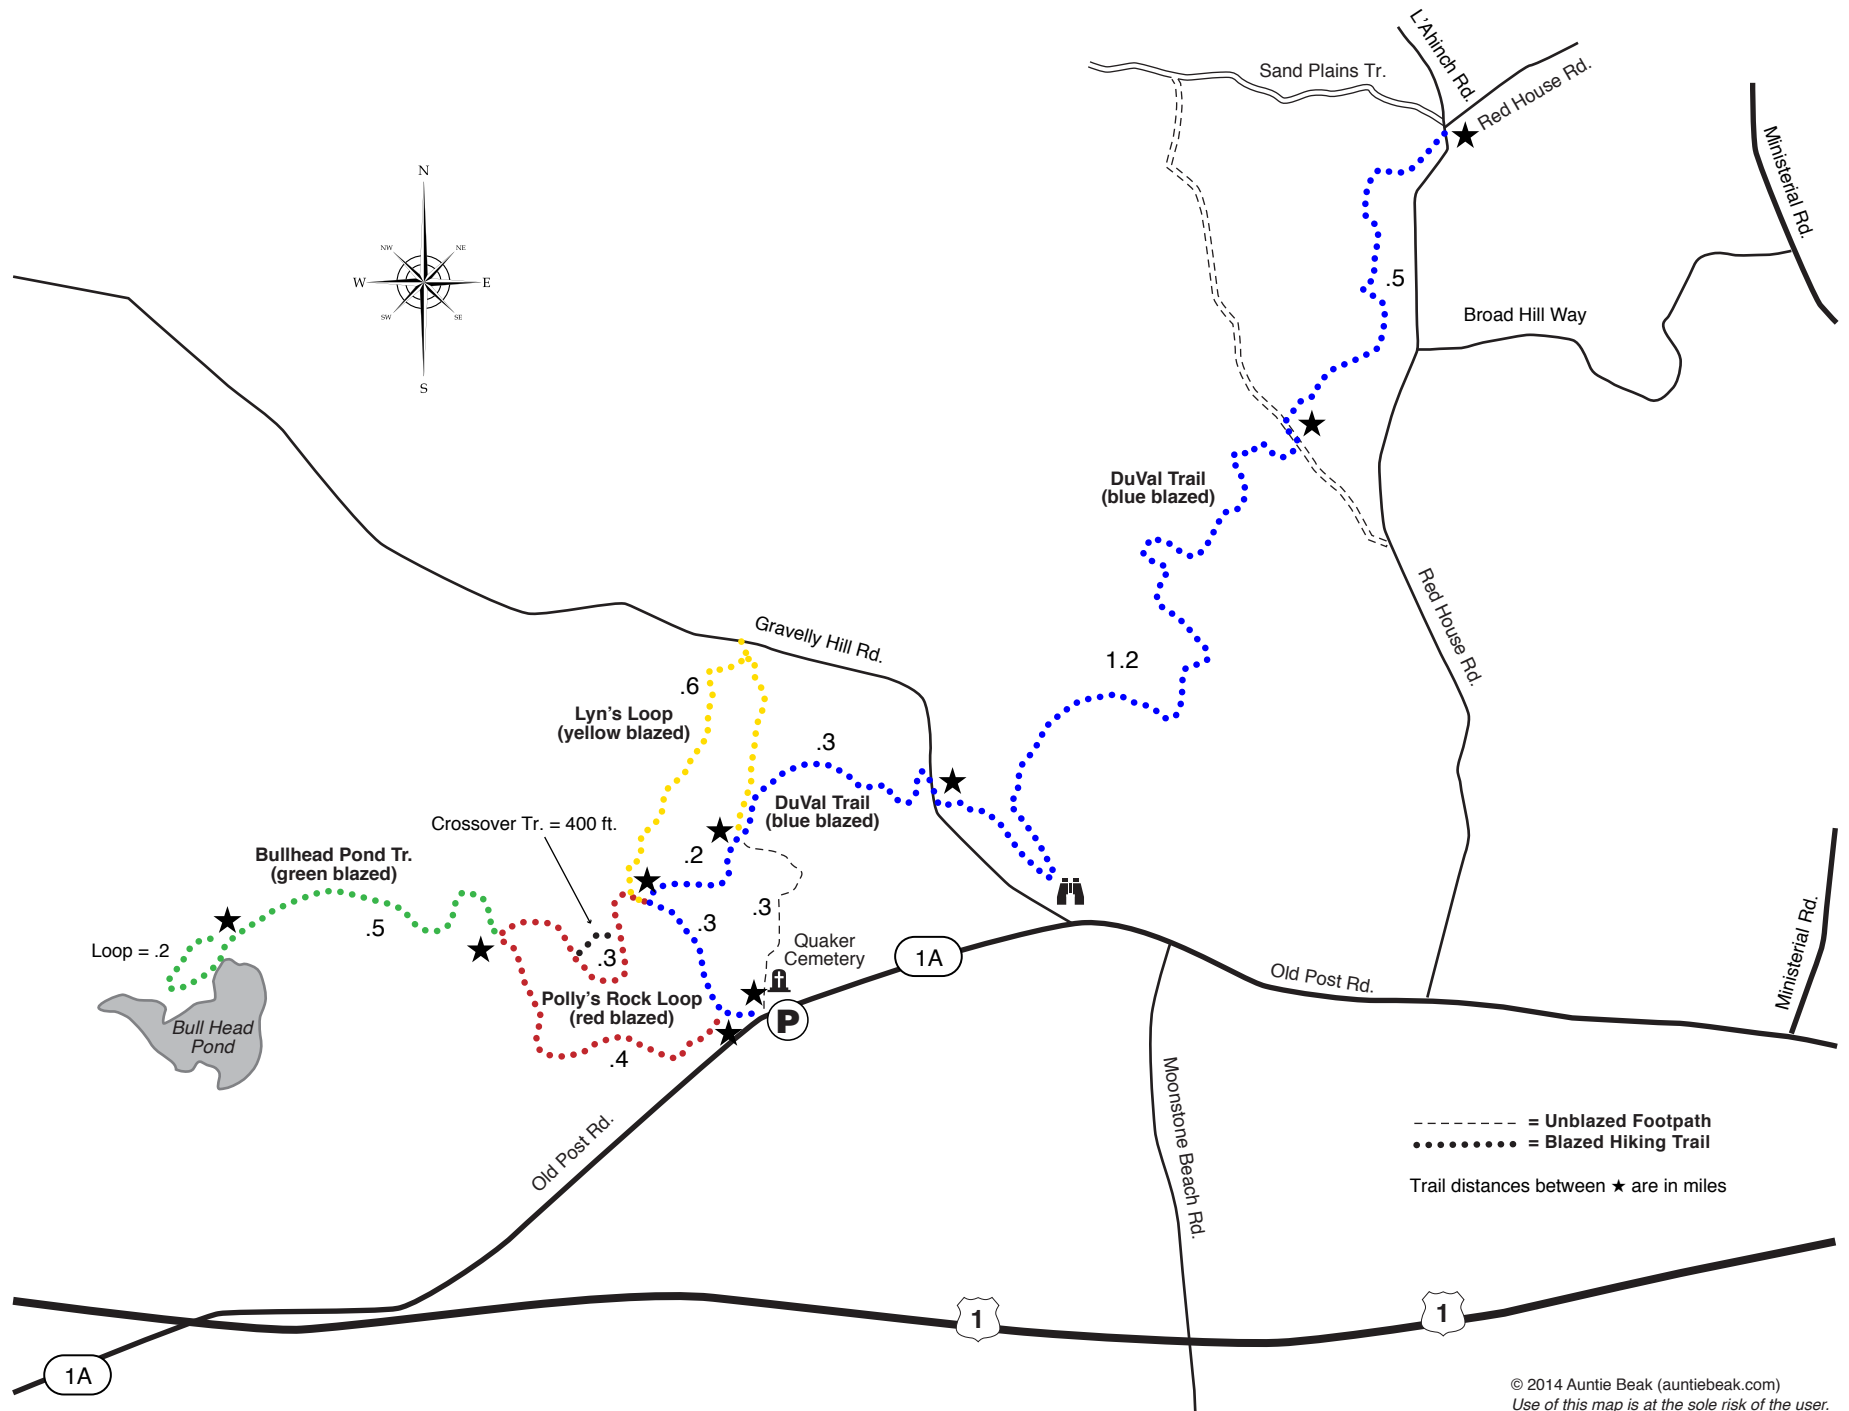 L'Ahinch Rd.
Sand Plains Tr.
Red House Rd.
Ministerial Rd.
N
NW
NE
W
E
SW
SE
S
.5
Broad Hill Way
DuVal Trail
(blue blazed)
Red House Rd.
Gravelly Hill Rd.
1.2
.6
Lyn's Loop
(yellow blazed)
.3
DuVal Trail
(blue blazed)
Crossover Tr. = 400 ft.
.2
Bullhead Pond Tr.
(green blazed)
.5
.3
.3
Loop = .2
.3
Quaker
Cemetery
1A
Old Post Rd.
Ministerial Rd.
Polly's Rock Loop
(red blazed)
P
Bull Head
Pond
.4
Moonstone Beach Rd.
Old Post Rd.
= Unblazed Footpath
= Blazed Hiking Trail
Trail distances between ★ are in miles
1
1
1A
© 2014 Auntie Beak (auntiebeak.com)
Use of this map is at the sole risk of the user.